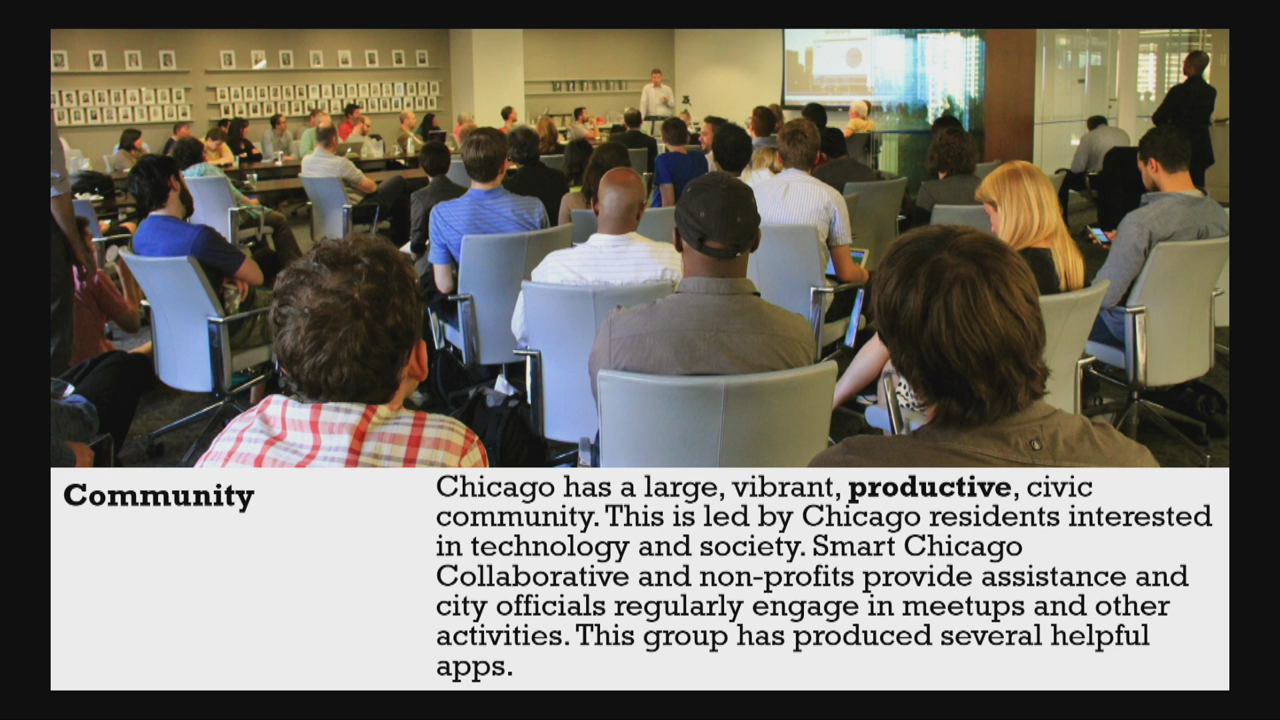 Community
Chicago has a large, vibrant, productive, civic
community. This is led by Chicago residents interested
in technology and society. Smart Chicago
Collaborative and non-profits provide assistance and
city officials regularly engage in meetups and other
activities. This group has produced several helpful
apps.